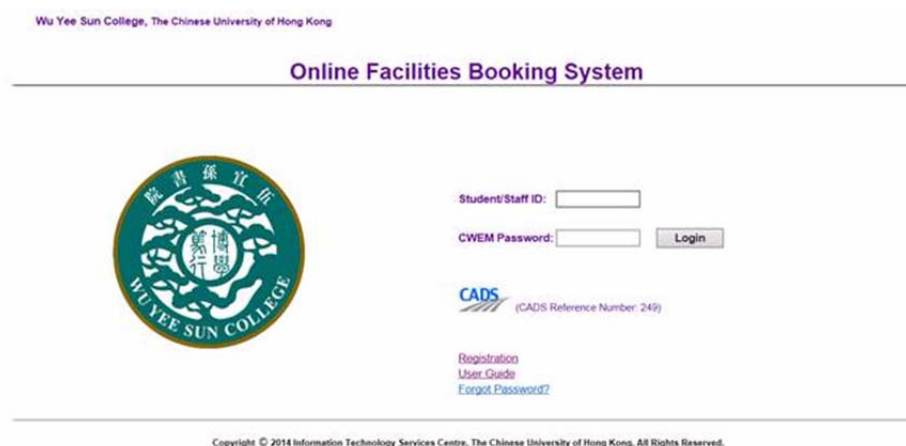 Wu Yee Sun College, The Chinese University of Hong Kong
Online Facilities Booking System
伍宜孫書院
博學
篤行
WU YEE SUN COLLEGE
Student/Staff ID:
CWEM Password:
Login
CADS
(CADS Reference Number: 249)
Registration
User Guide
Forgot Password?
Copyright © 2014 Information Technology Services Centre, The Chinese University of Hong Kong. All Rights Reserved.